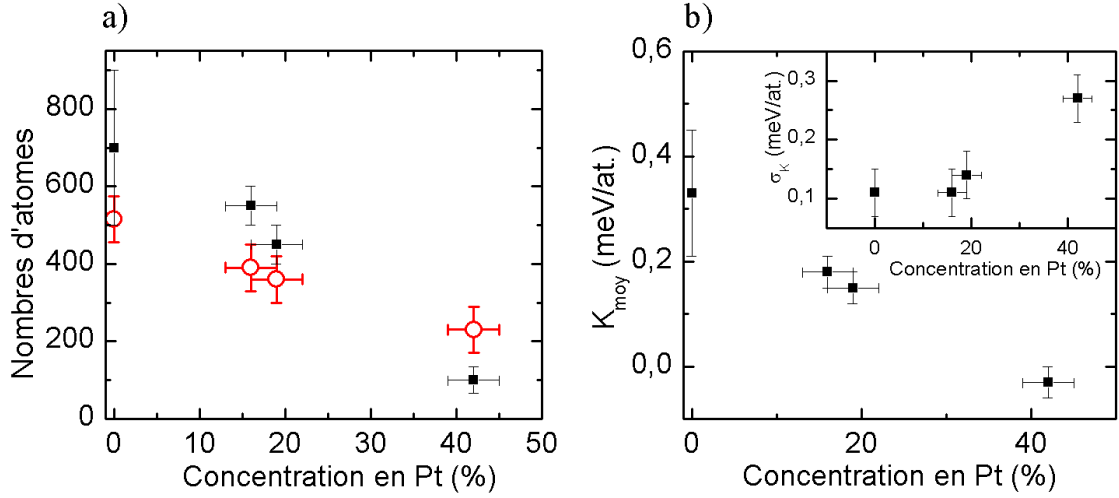 a)
Nombres d'atomes
800
600
400
200
0
0 10 20 30 40 50
Concentration en Pt (%)
b)
K_moy (meV/at.)
0,6
0,4
0,2
0,0
0 20 40
Concentration en Pt (%)
σ_K (meV/at.)
0,3
0,2
0,1
0 20 40
Concentration en Pt (%)